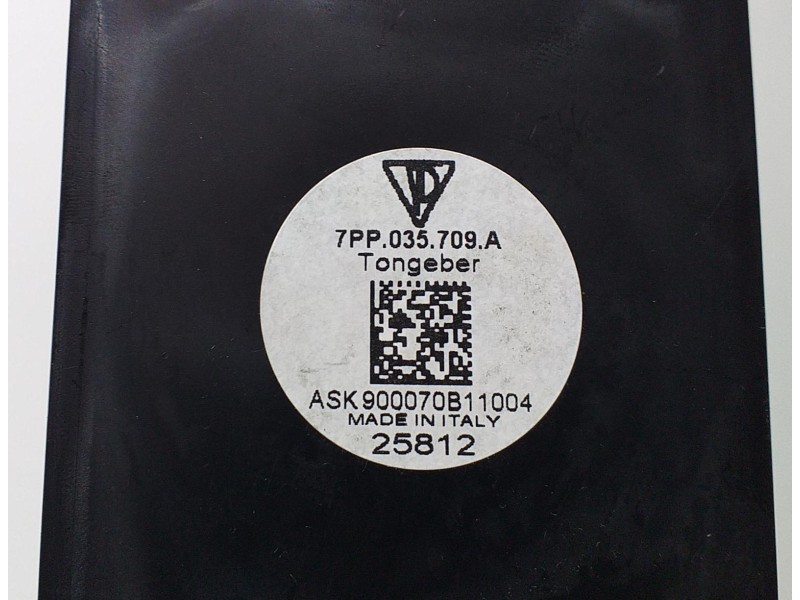 7PP.035.709.A
Tongeber
ASK900070B11004
MADE IN ITALY
25812